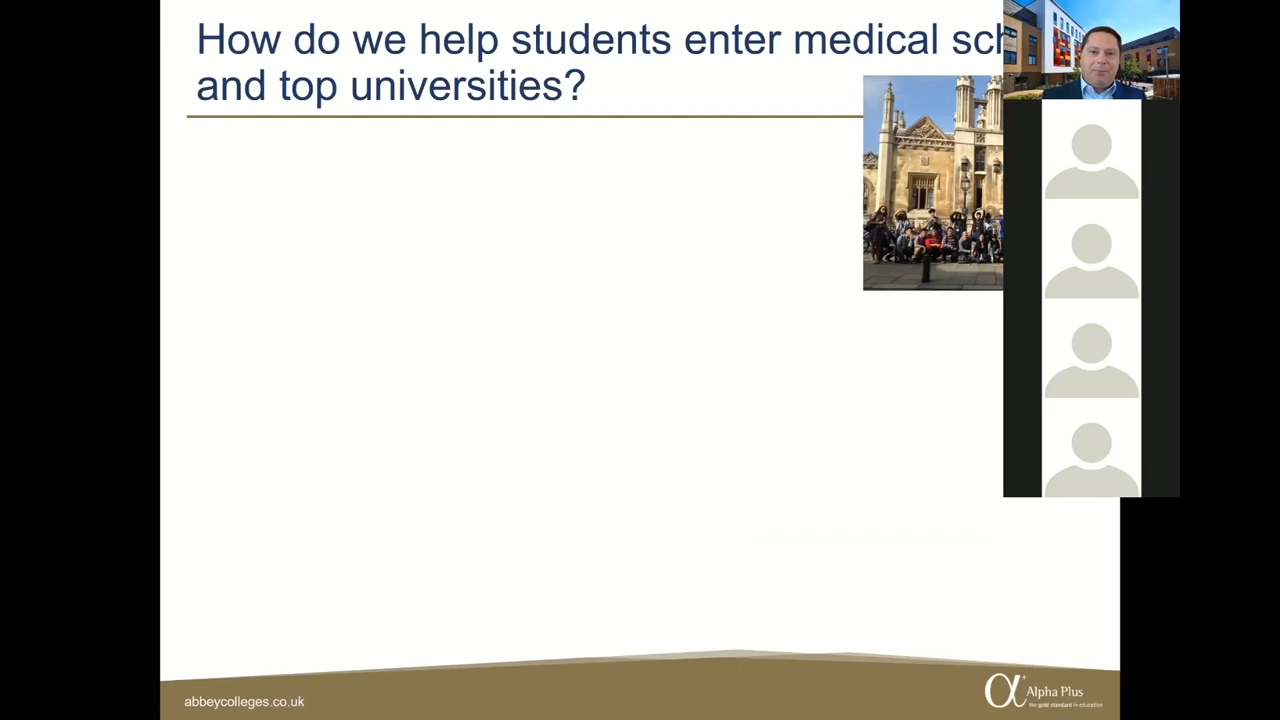 How do we help students enter medical sch
and top universities?
abbeycolleges.co.uk
α+ Alpha Plus
the gold standard in education